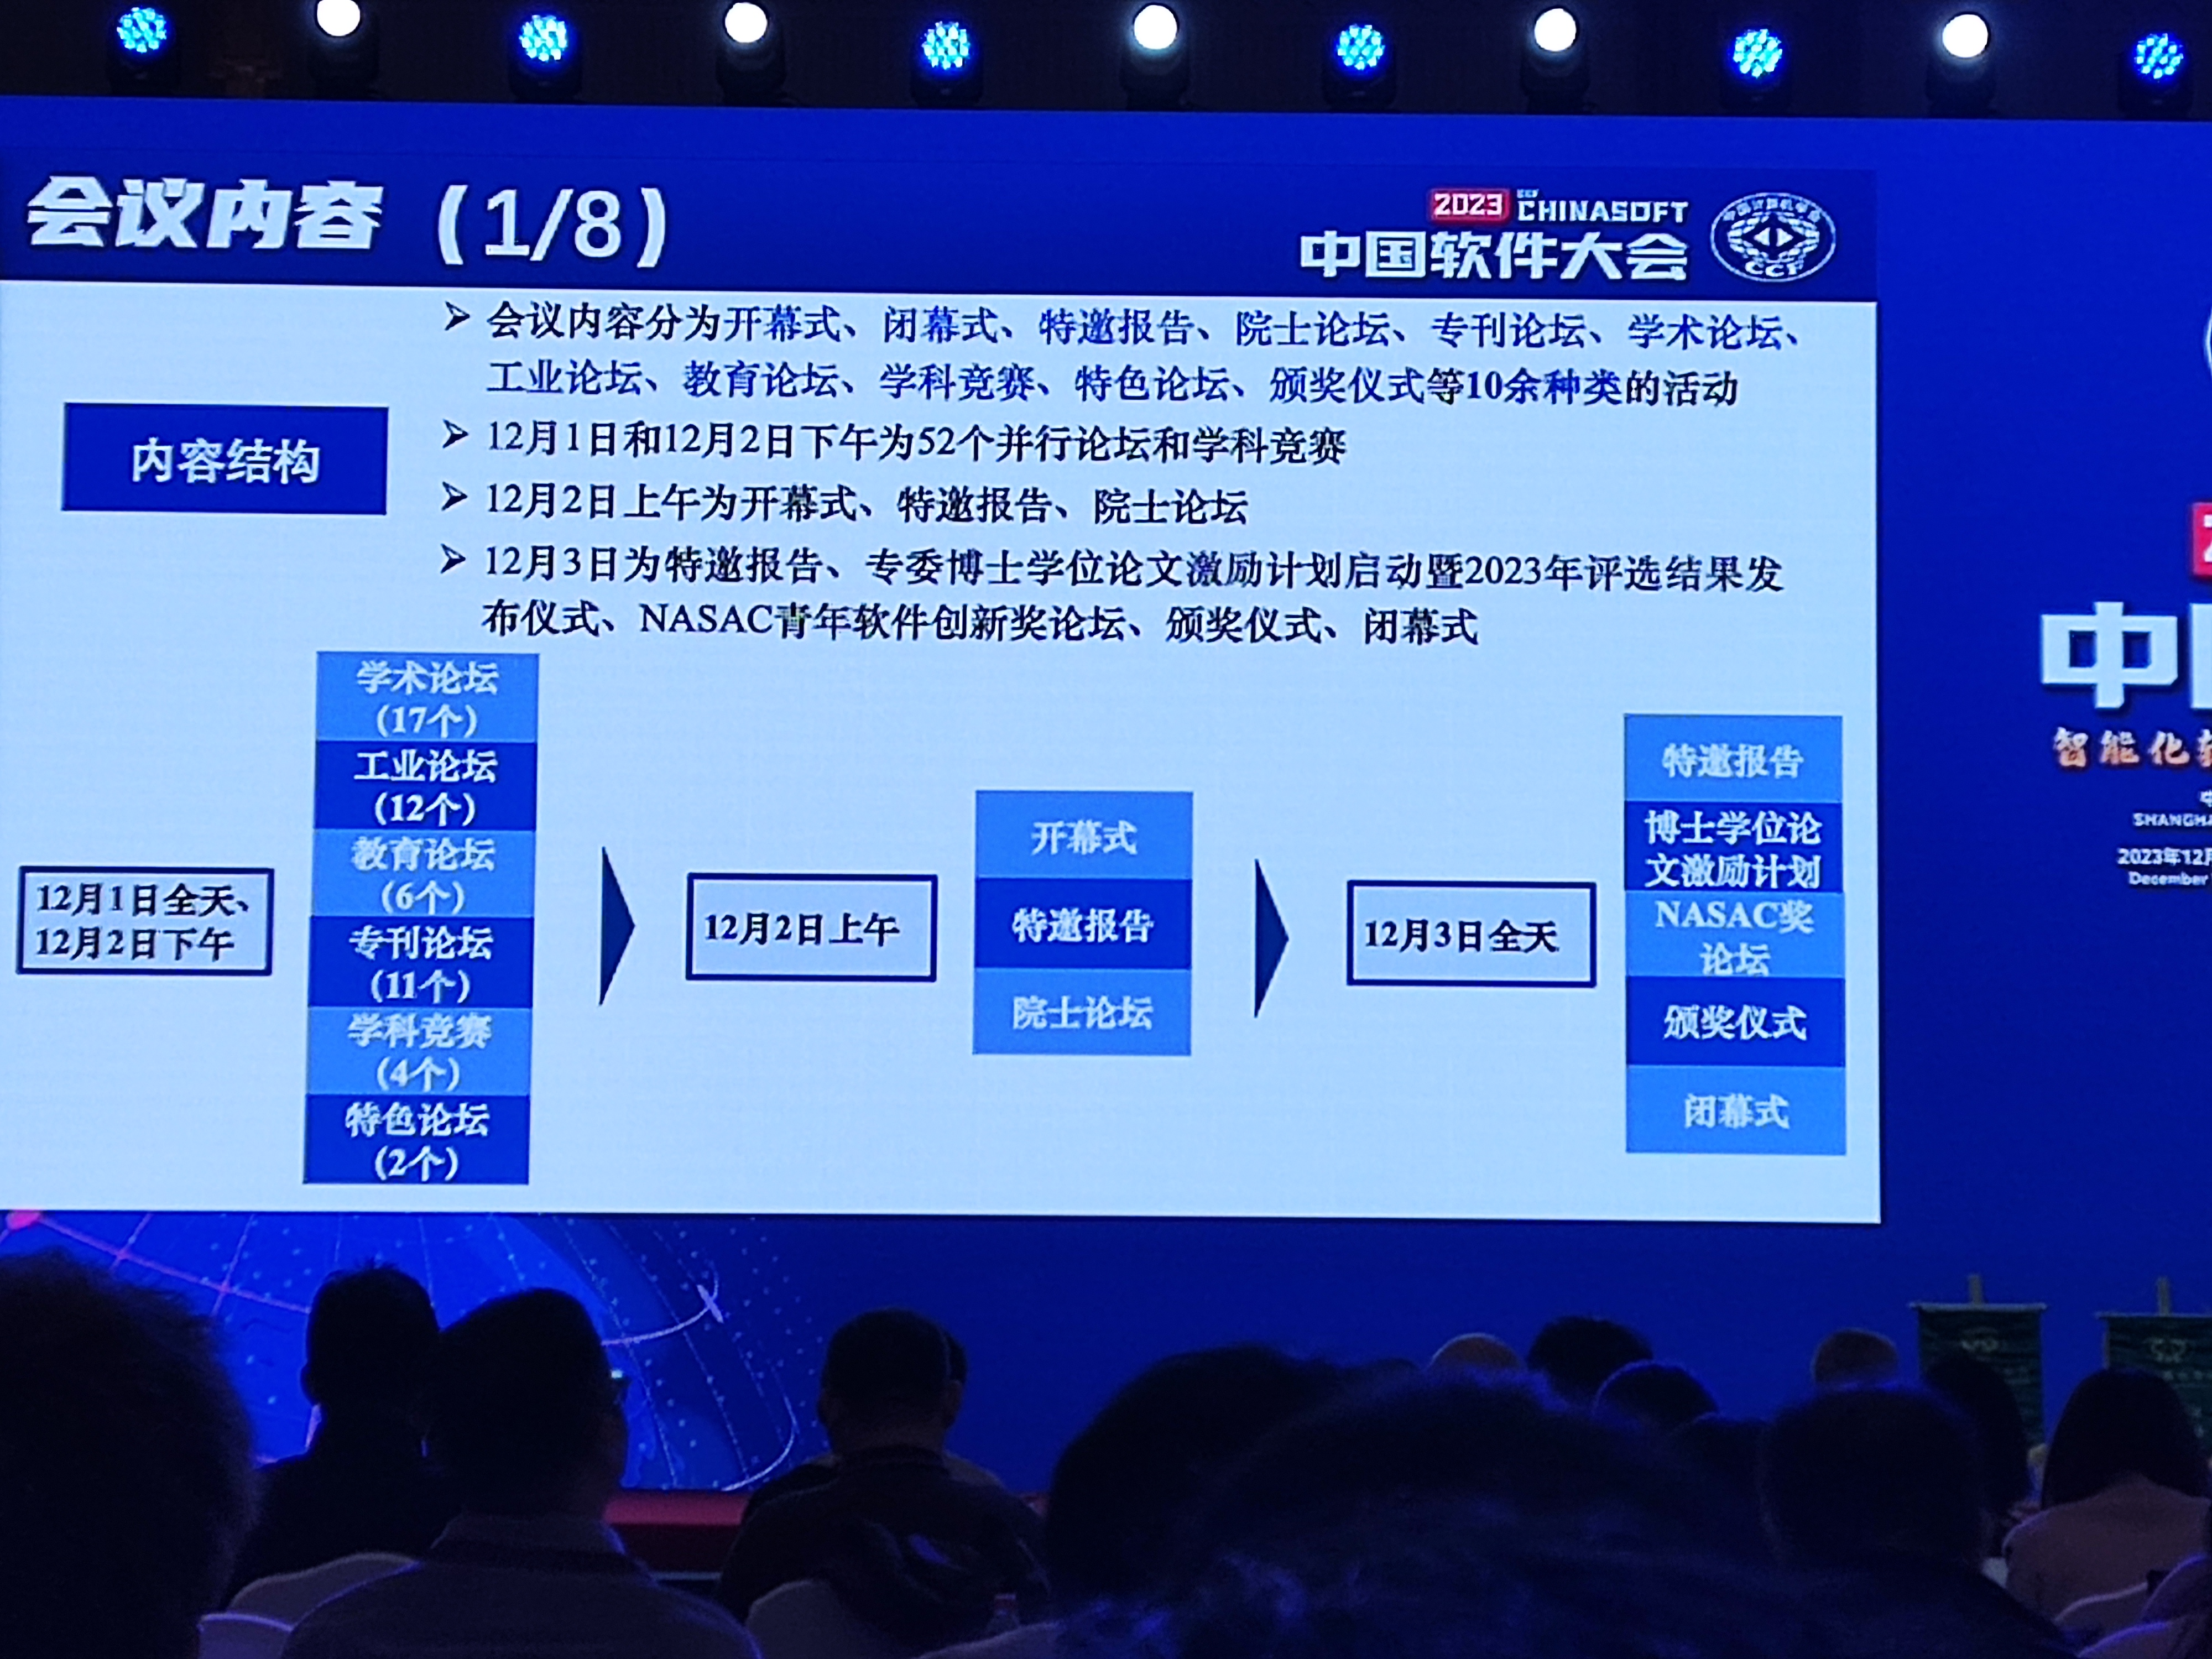 会议内容（1/8）
2023 CCF CHINASOFT
中国软件大会
中国计算机学会
CCF
内容结构
➢ 会议内容分为开幕式、闭幕式、特邀报告、院士论坛、专刊论坛、学术论坛、
工业论坛、教育论坛、学科竞赛、特色论坛、颁奖仪式等10余种类的活动
➢ 12月1日和12月2日下午为52个并行论坛和学科竞赛
➢ 12月2日上午为开幕式、特邀报告、院士论坛
➢ 12月3日为特邀报告、专委博士学位论文激励计划启动暨2023年评选结果发
布仪式、NASAC青年软件创新奖论坛、颁奖仪式、闭幕式
12月1日全天、
12月2日下午
学术论坛
（17个）
工业论坛
（12个）
教育论坛
（6个）
专刊论坛
（11个）
学科竞赛
（4个）
特色论坛
（2个）
12月2日上午
开幕式
特邀报告
院士论坛
12月3日全天
特邀报告
博士学位论
文激励计划
NASAC奖
论坛
颁奖仪式
闭幕式
中
智能化
SHANGHA
2023年12月
December